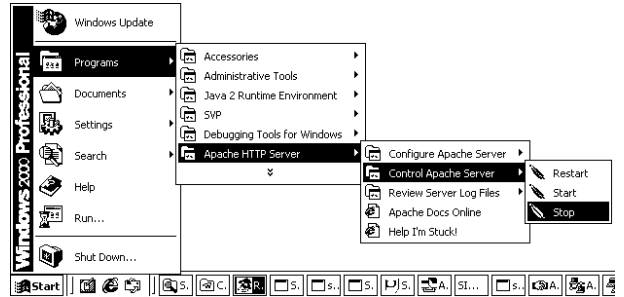 Windows 2000 Professional
Windows Update
Programs
Documents
Settings
Search
Help
Run...
Shut Down...
Accessories
Administrative Tools
Java 2 Runtime Environment
SVP
Debugging Tools for Windows
Apache HTTP Server
Configure Apache Server
Control Apache Server
Review Server Log Files
Apache Docs Online
Help I'm Stuck!
Restart
Start
Stop
Start S. C. R. S. s. S. S. A. SI... s. A. A.